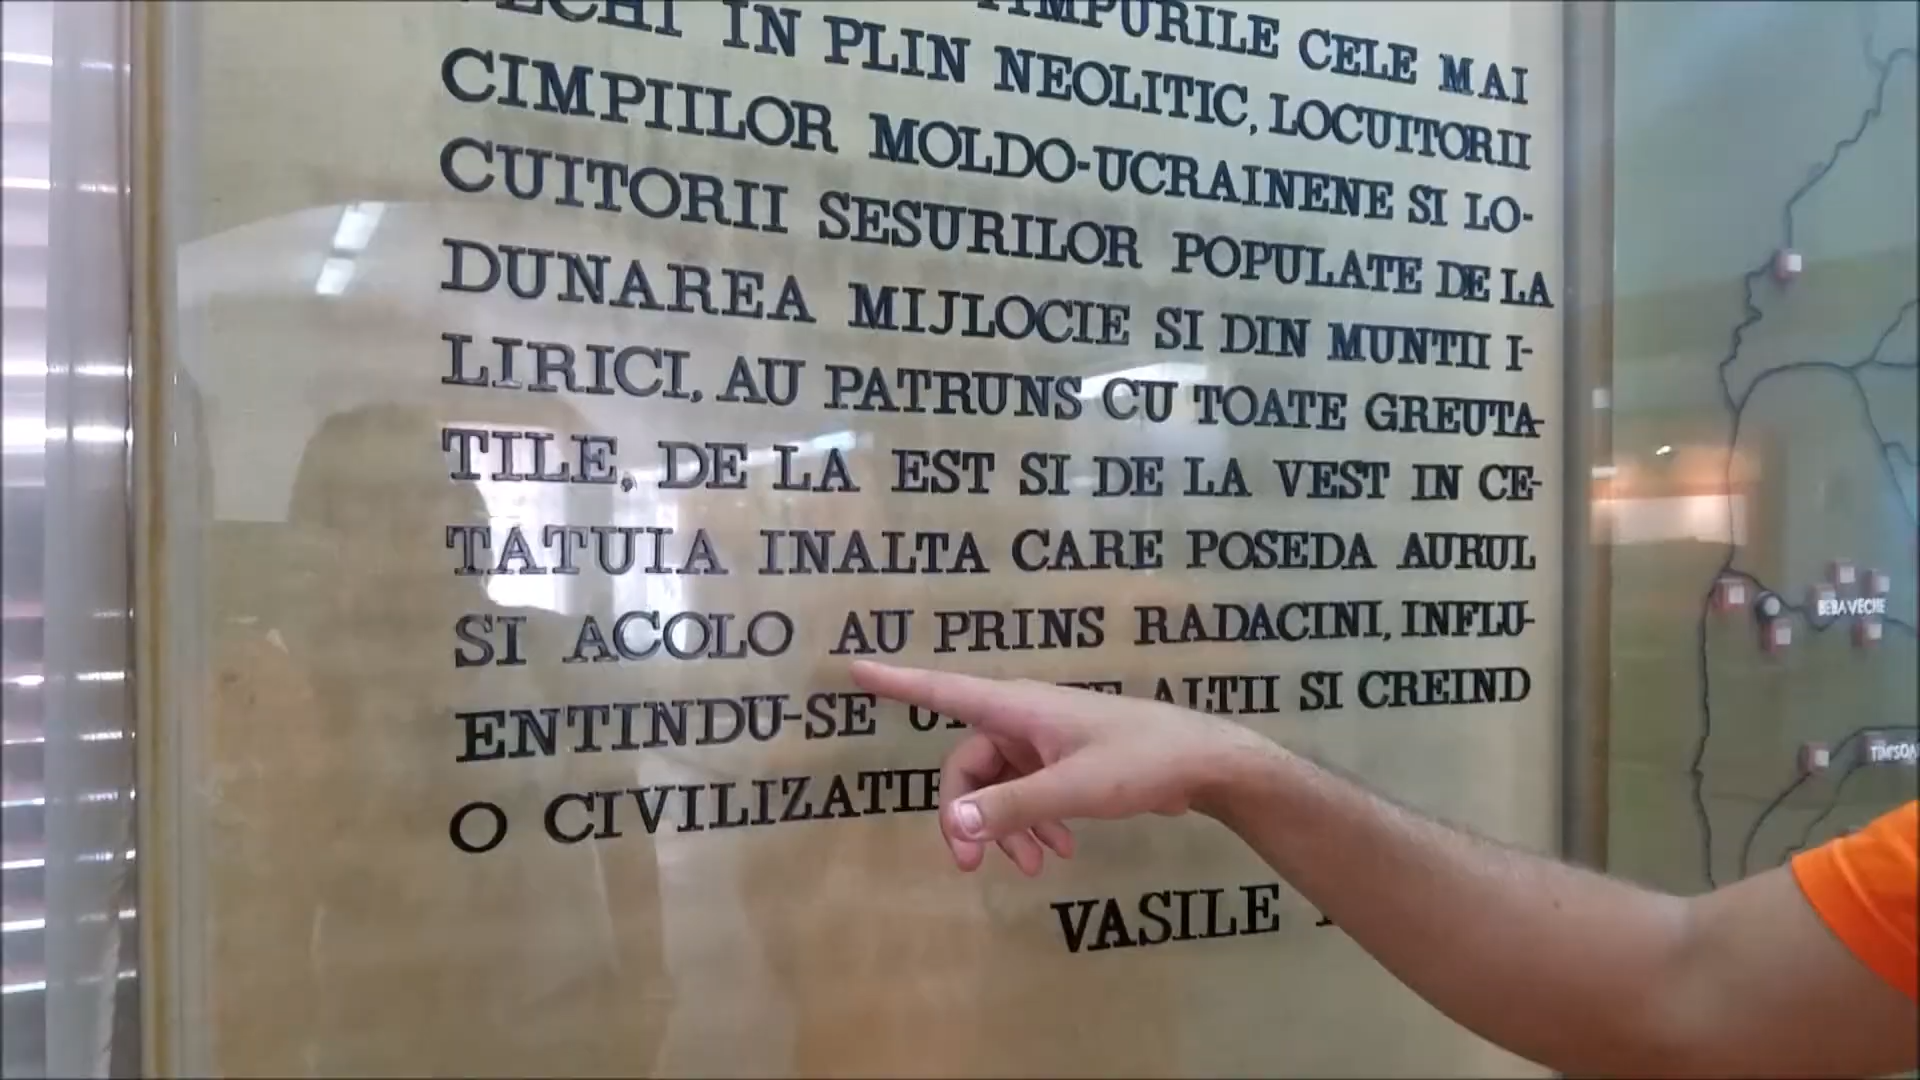 TIMPURILE CELE MAI
VECHI IN PLIN NEOLITIC, LOCUITORII
CIMPIILOR MOLDO-UCRAINENE SI LO-
CUITORII SESURILOR POPULATE DE LA
DUNAREA MIJLOCIE SI DIN MUNTII I-
LIRICI, AU PATRUNS CU TOATE GREUTA-
TILE, DE LA EST SI DE LA VEST IN CE-
TATUIA INALTA CARE POSEDA AURUL
SI ACOLO AU PRINS RADACINI, INFLU-
ENTINDU-SE ALTII SI CREIND
O CIVILIZATIE
VASILE
BEBA VECHE